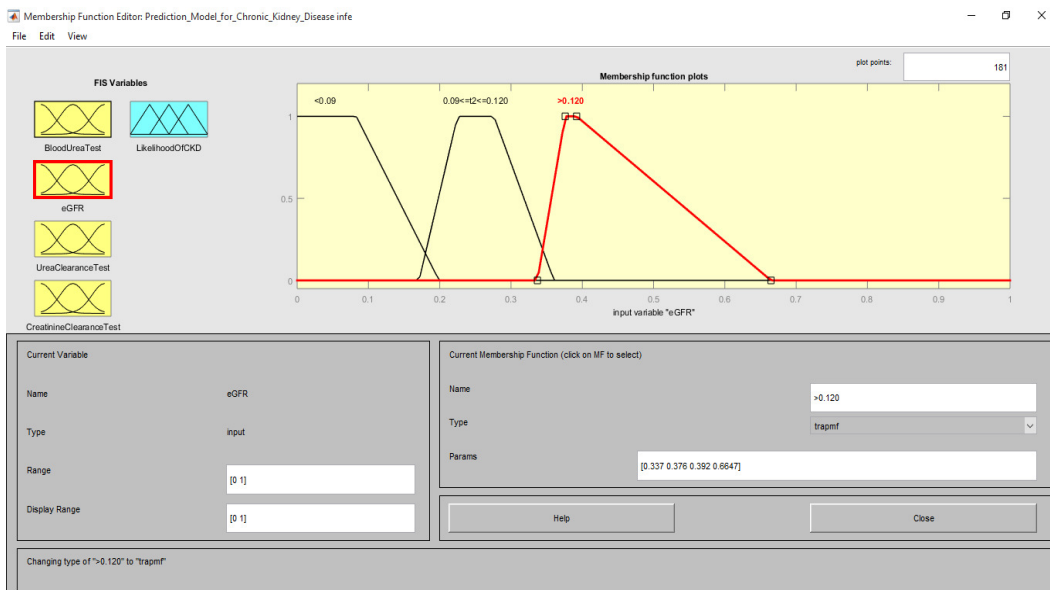 Membership Function Editor: Prediction_Model_for_Chronic_Kidney_Disease infe
File Edit View
plot points: 181
FIS Variables
Membership function plots
BloodUreaTest
LikelihoodOfCKD
eGFR
UreaClearanceTest
CreatinineClearanceTest
<0.09 0.09<=t2<=0.120 >0.120
1
0.5
0
0 0.1 0.2 0.3 0.4 0.5 0.6 0.7 0.8 0.9 1
input variable "eGFR"
Current Variable
Name eGFR
Type input
Range [0 1]
Display Range [0 1]
Current Membership Function (click on MF to select)
Name >0.120
Type trapmf
Params [0.337 0.376 0.392 0.6647]
Help Close
Changing type of ">0.120" to "trapmf"